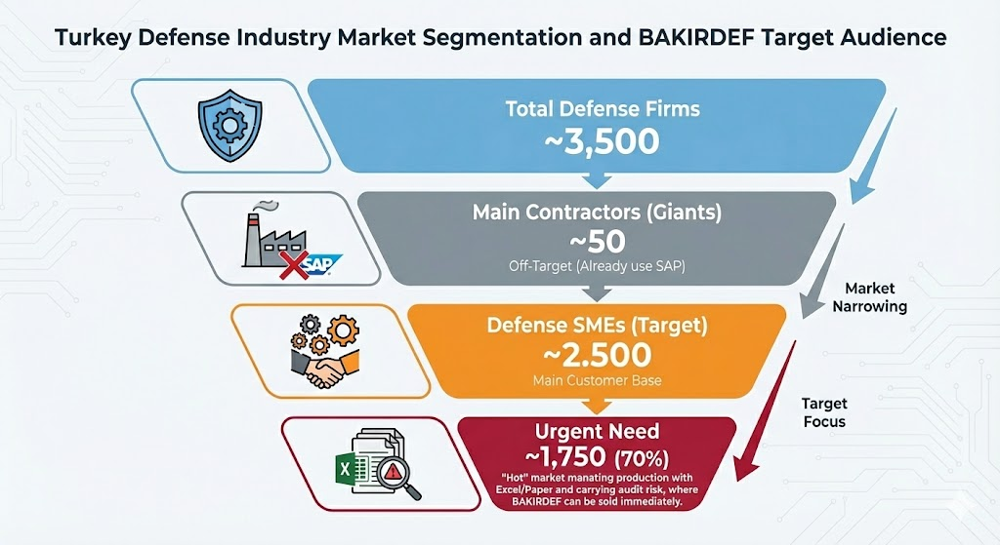 Turkey Defense Industry Market Segmentation and BAKIRDEF Target Audience
Total Defense Firms
~3,500
SAP
Main Contractors (Giants)
~50
Off-Target (Already use SAP)
Market
Narrowing
Defense SMEs (Target)
~2.500
Main Customer Base
Target
Focus
X
Urgent Need
~1,750 (70%)
"Hot" market manating production with
Excel/Paper and carrying audit risk, where
BAKIRDEF can be sold immediately.